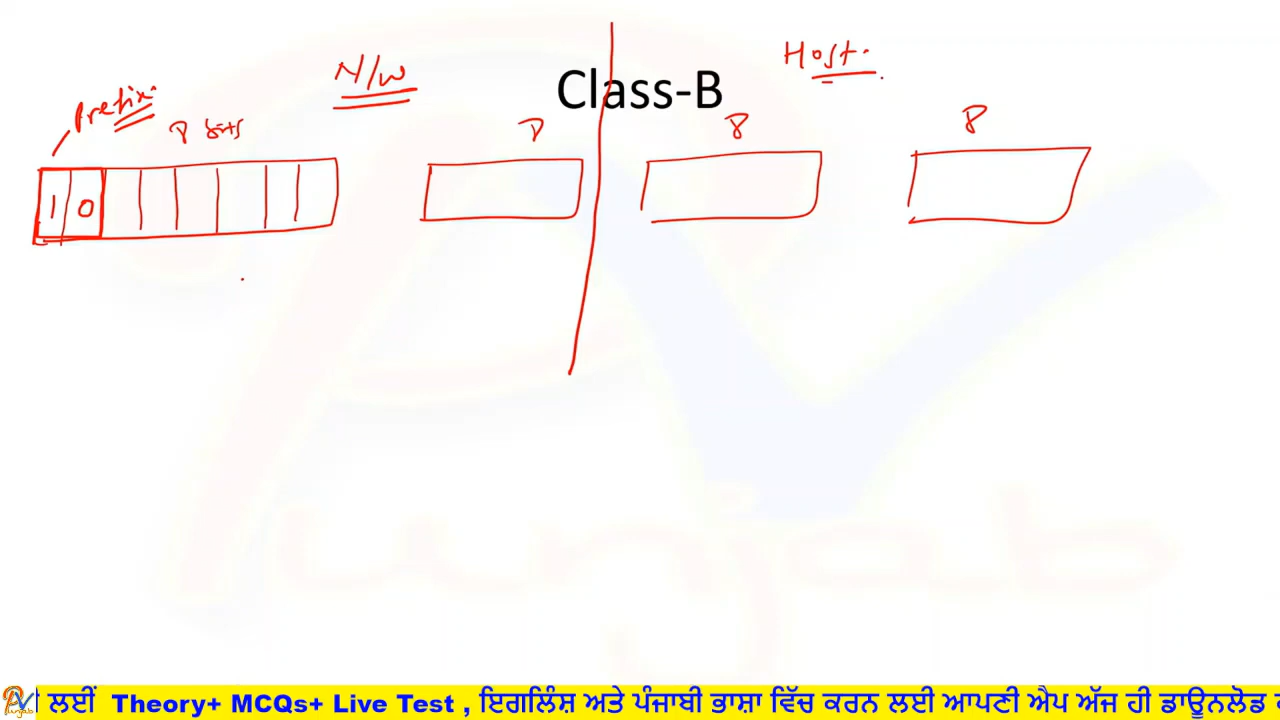 N/W
Host.
Class-B
Prefix.
8 bits
8
8
8
1 0
Punjab
ੀ ਲਈਂ Theory+ MCQs+ Live Test , ਇਗਲਿੰਸ਼ ਅਤੇ ਪੰਜਾਬੀ ਭਾਸ਼ਾ ਵਿੱਚ ਕਰਨ ਲਈ ਆਪਣੀ ਐਪ ਅੱਜ ਹੀ ਡਾਊਨਲੋਡ